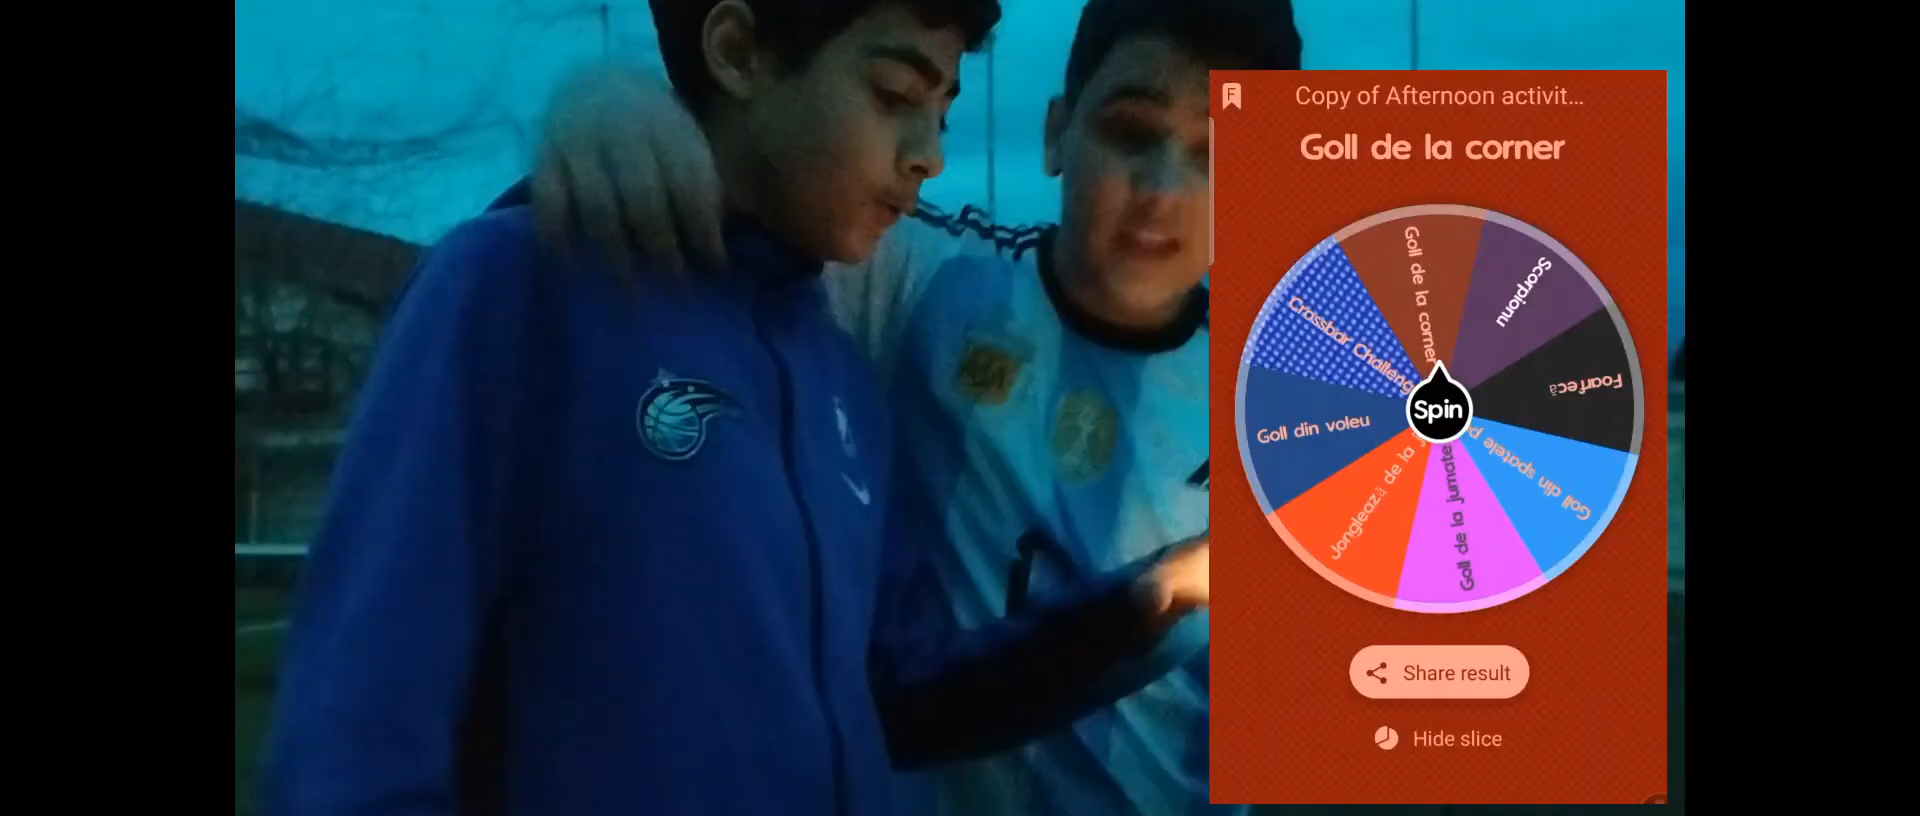 F
Copy of Afternoon activit...
Goll de la corner
Goll de la corner
Scorpionu
Foarfecă
Goll din spatele p
Goll de la jumate
Jonglează de la j
Goll din voleu
Crossbar Challeng
Spin
Share result
Hide slice